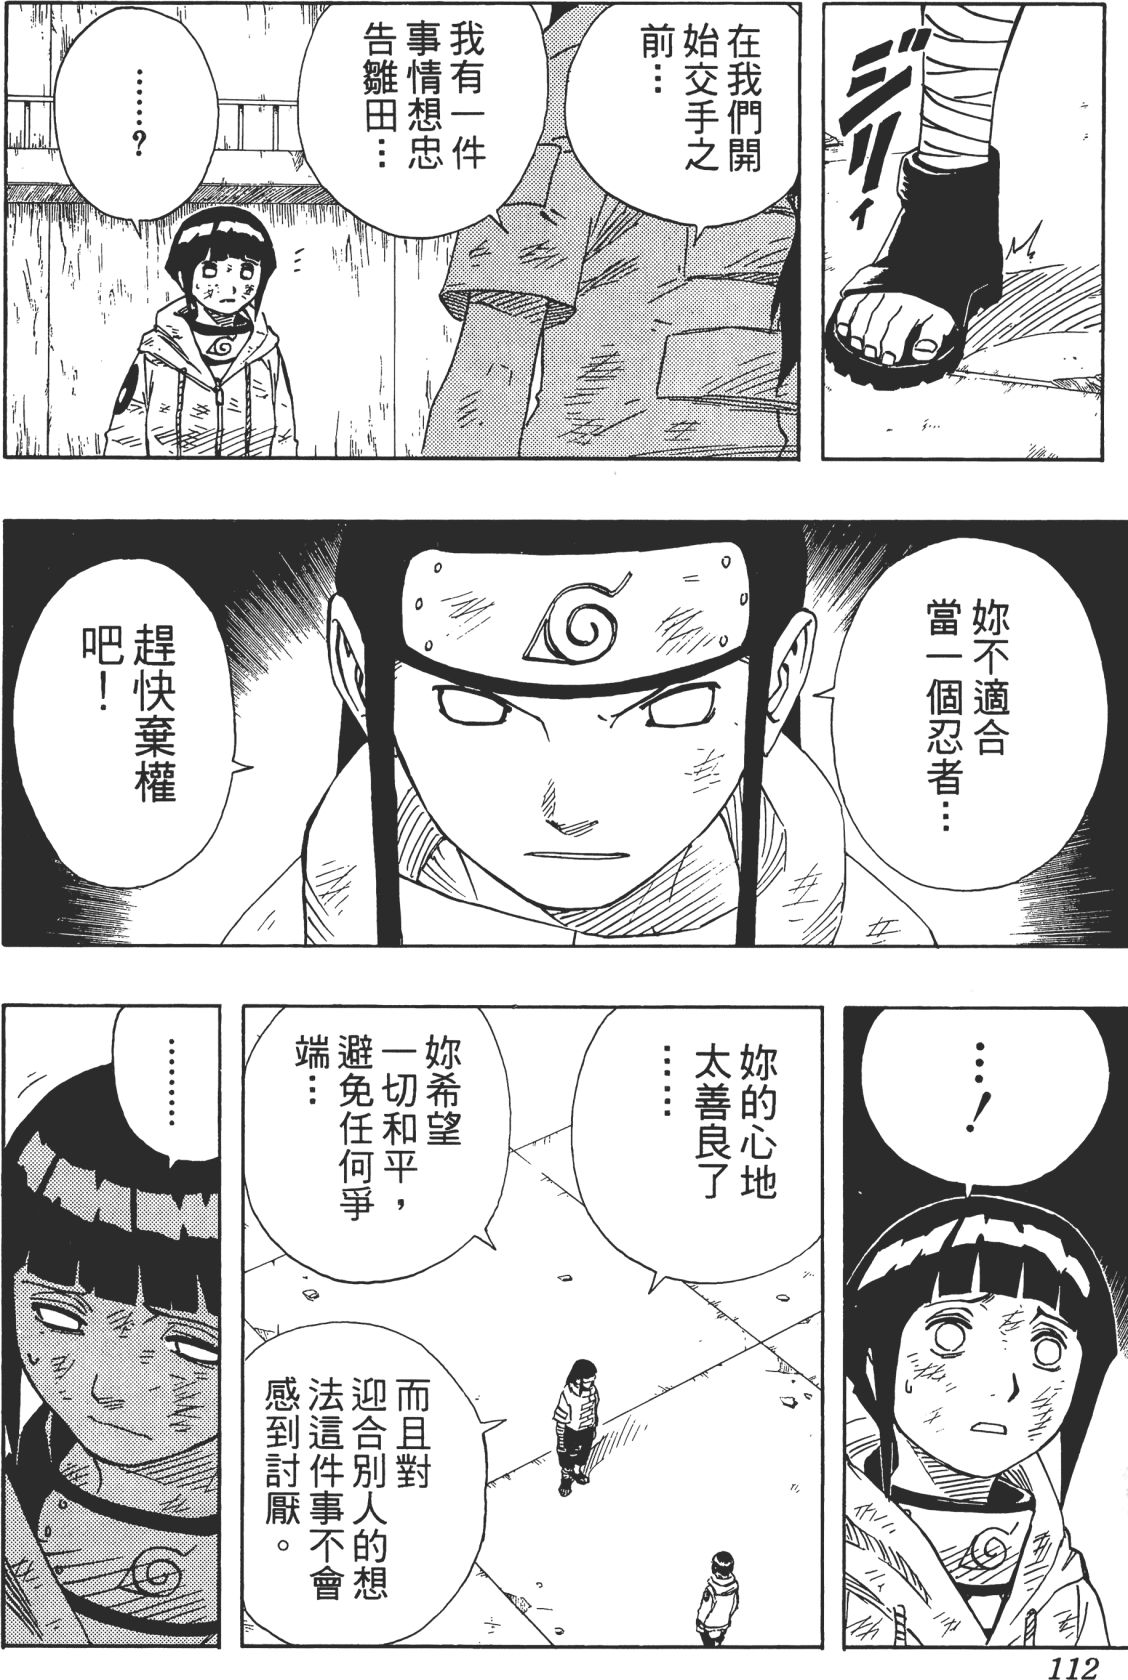 ジリィ
在我們開
始交手之
前…
我有一件
事情想忠
告雛田…
……?
妳不適合
當一個忍者…
趕快棄權
吧!
…!
妳的心地
太善良了
……
妳希望
一切和平,
避免任何爭
端…
而且對
迎合別人的想
法這件事不會
感到討厭。
………
112